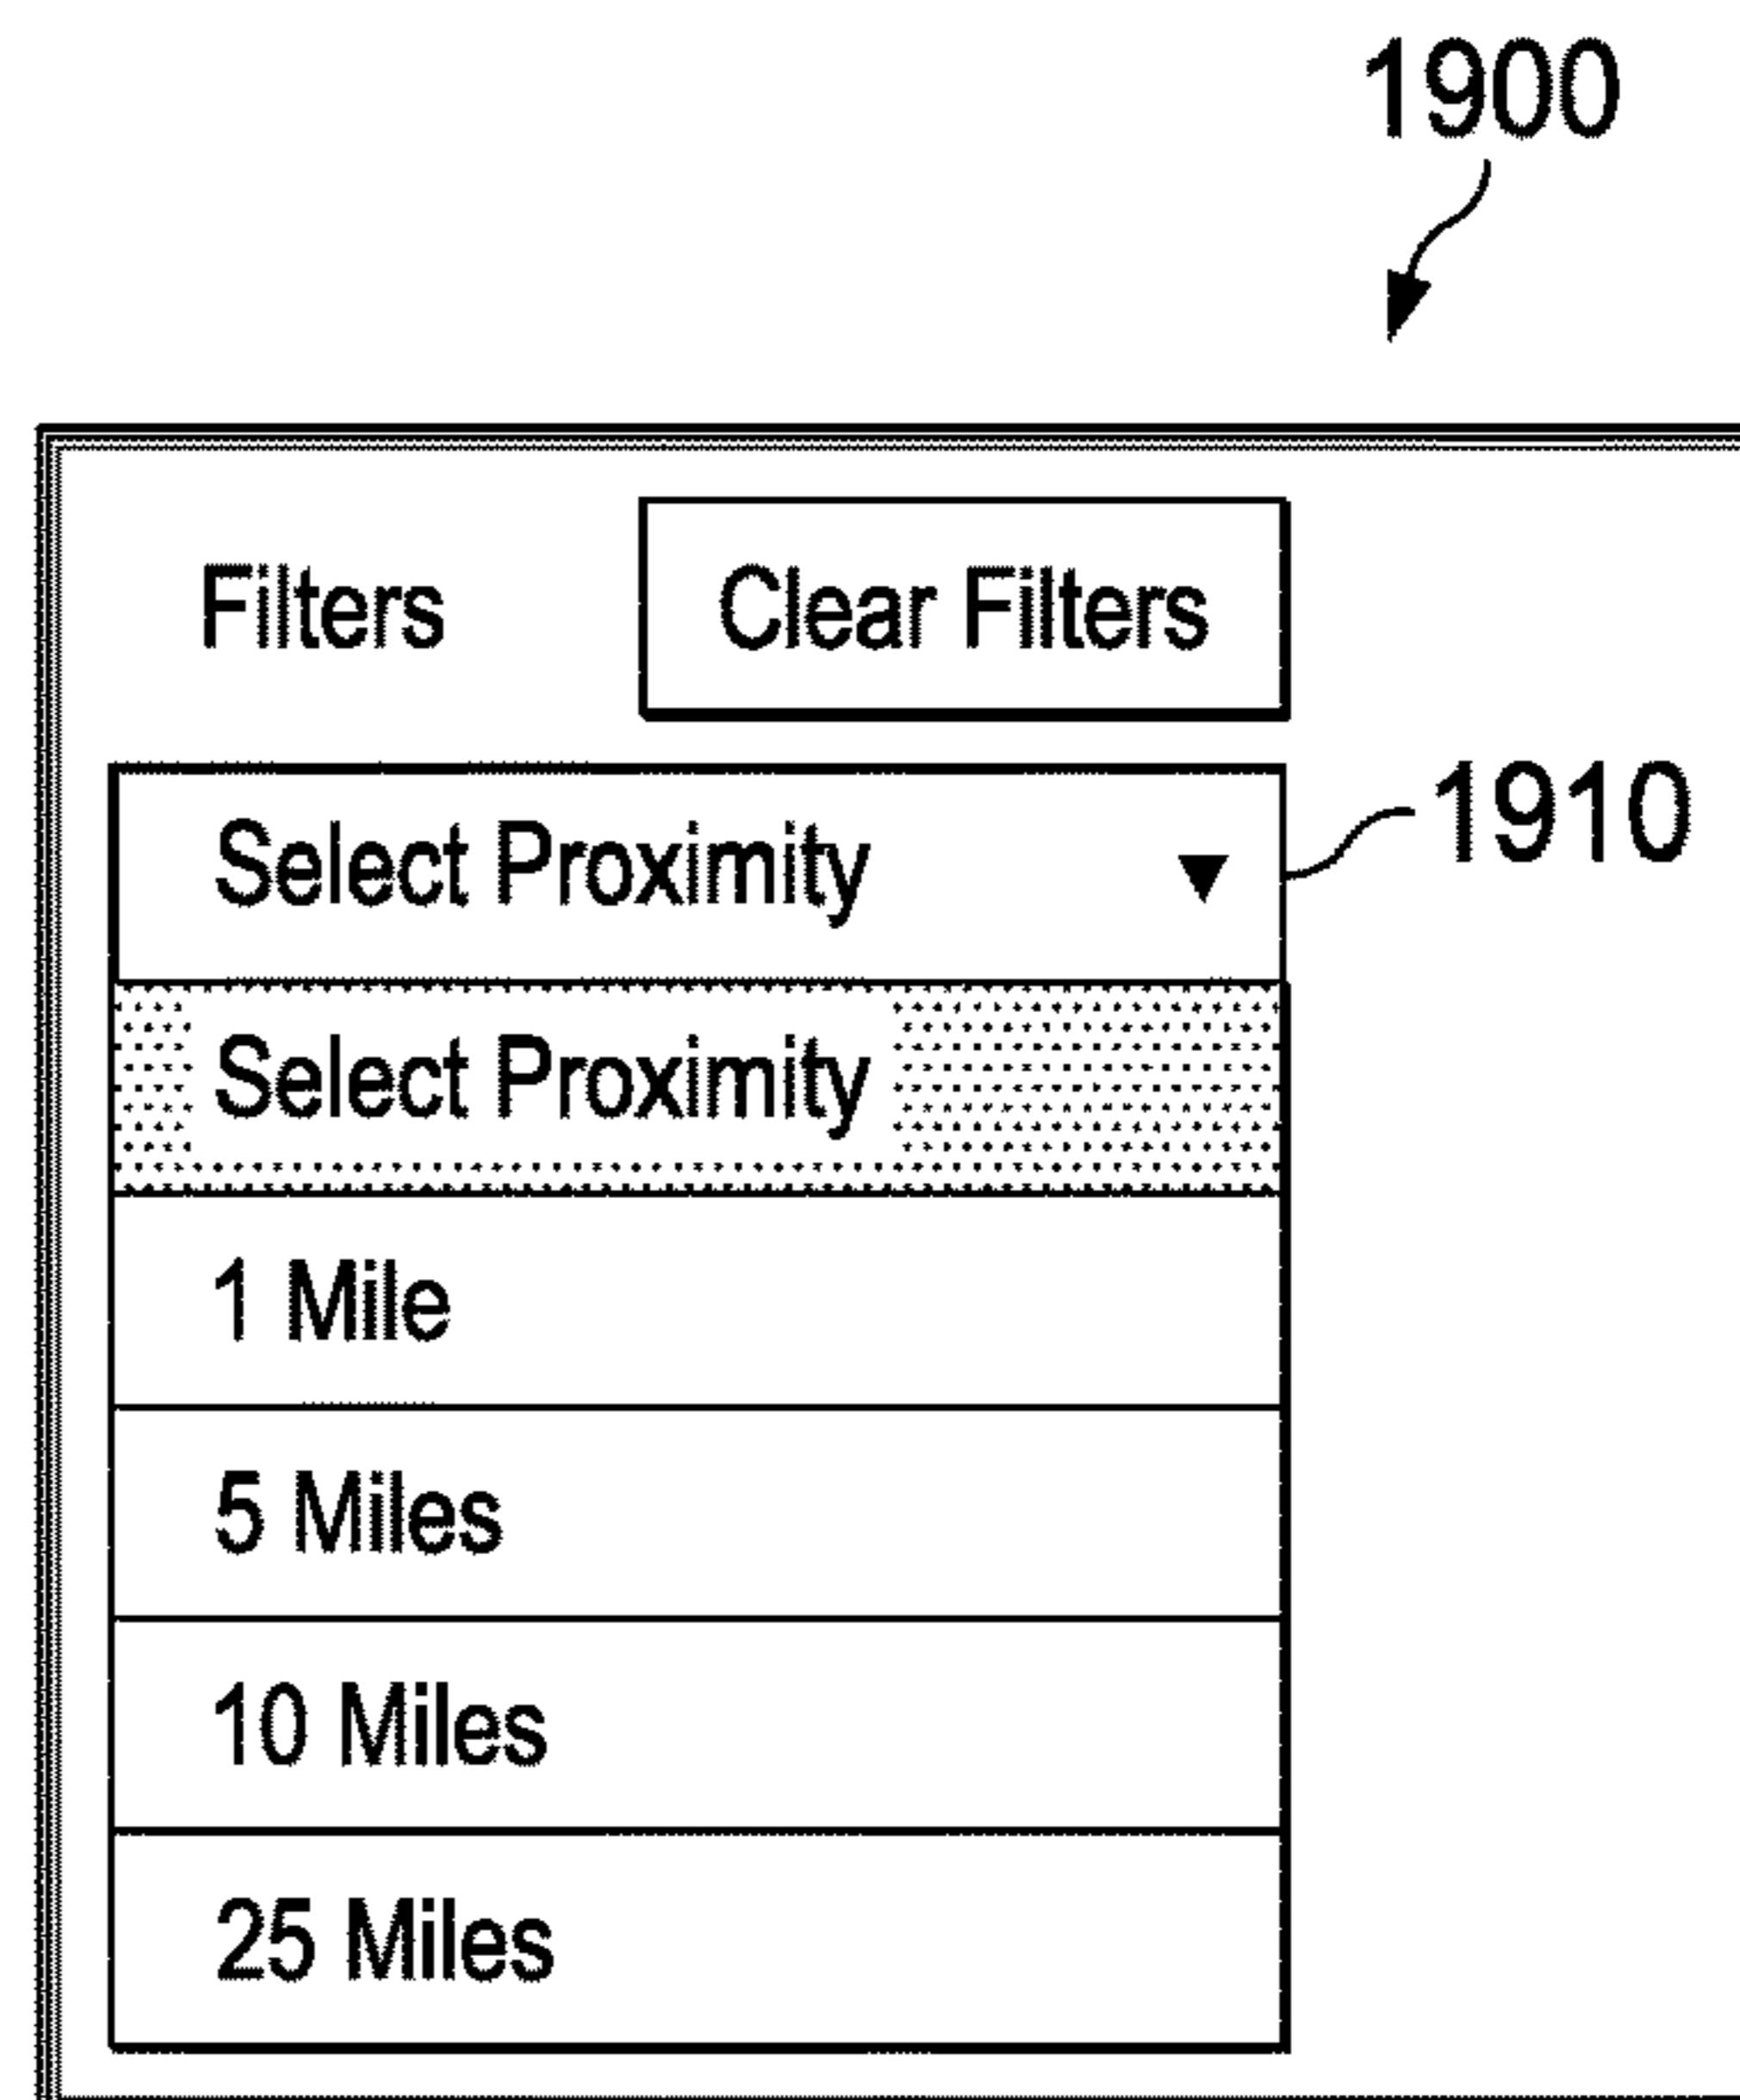 1900
Filters Clear Filters
Select Proximity ▼ 1910
Select Proximity
1 Mile
5 Miles
10 Miles
25 Miles